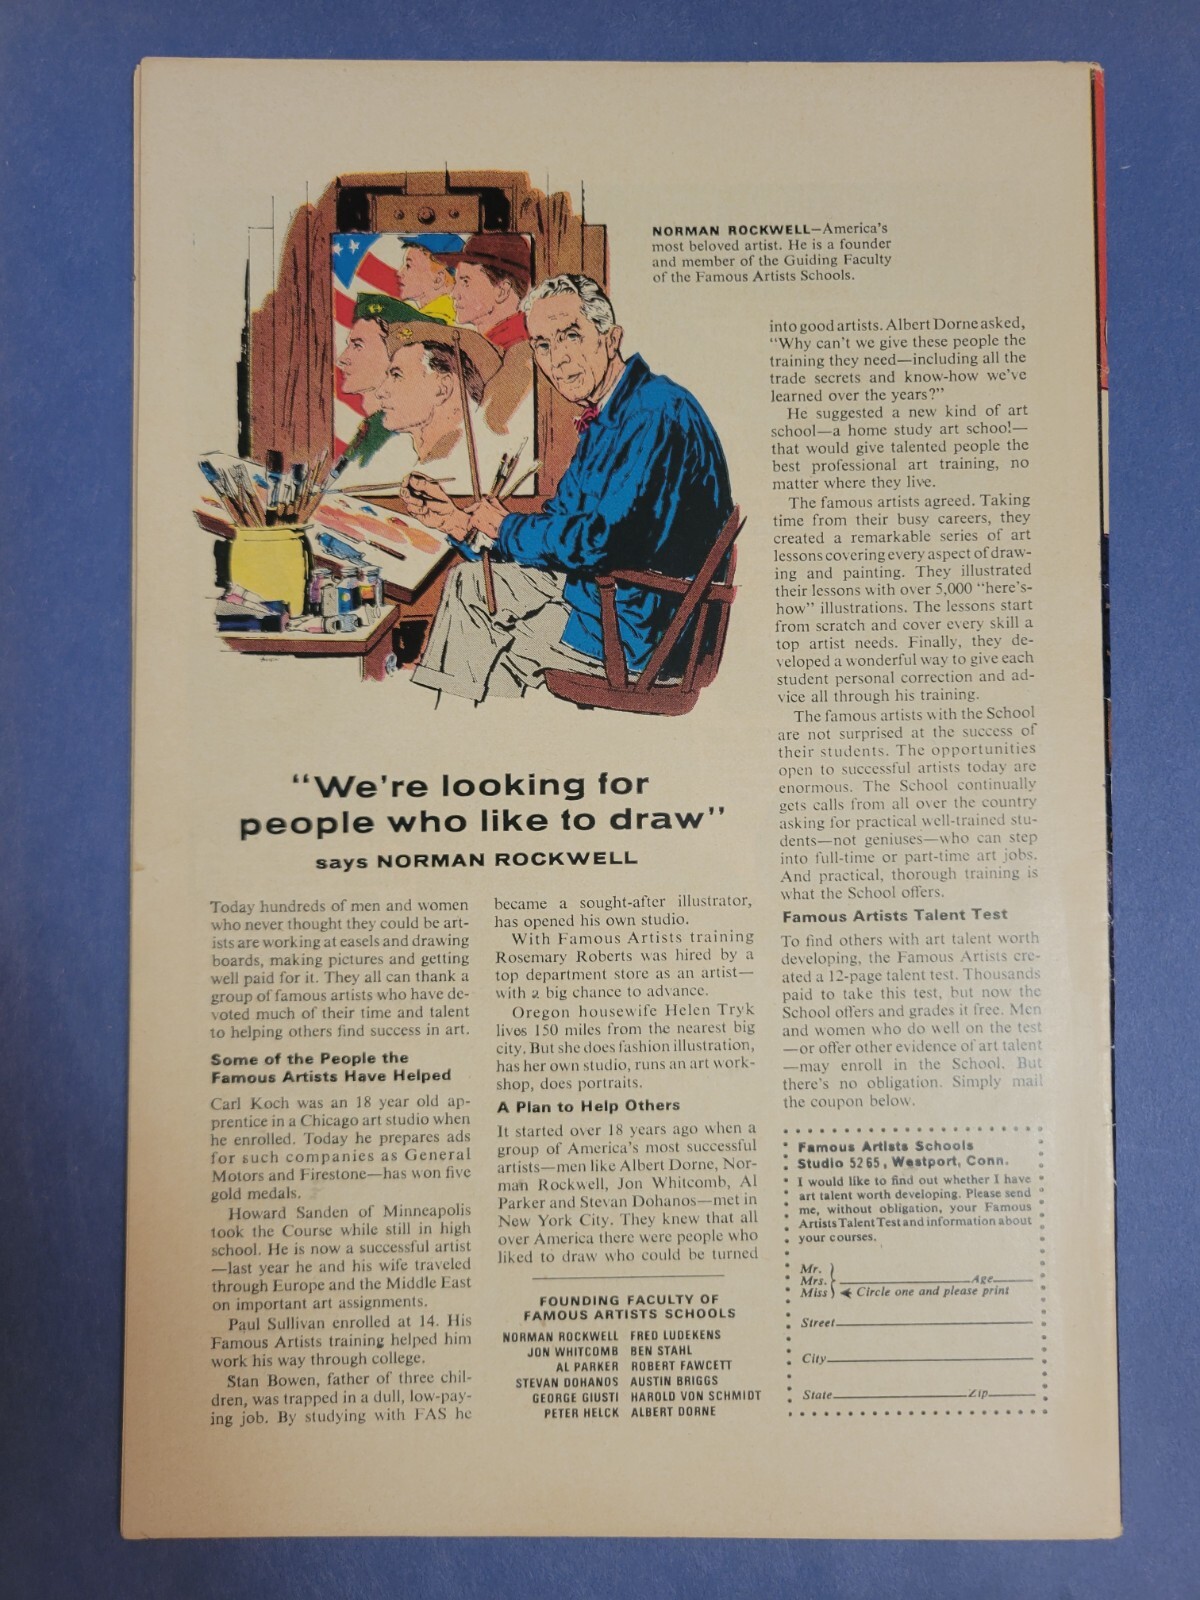 NORMAN ROCKWELL—America's
most beloved artist. He is a founder
and member of the Guiding Faculty
of the Famous Artists Schools.
"We're looking for
people who like to draw"
says NORMAN ROCKWELL
Today hundreds of men and women
who never thought they could be art-
ists are working at easels and drawing
boards, making pictures and getting
well paid for it. They all can thank a
group of famous artists who have de-
voted much of their time and talent
to helping others find success in art.
Some of the People the
Famous Artists Have Helped
Carl Koch was an 18 year old ap-
prentice in a Chicago art studio when
he enrolled. Today he prepares ads
for such companies as General
Motors and Firestone—has won five
gold medals.
Howard Sanden of Minneapolis
took the Course while still in high
school. He is now a successful artist
—last year he and his wife traveled
through Europe and the Middle East
on important art assignments.
Paul Sullivan enrolled at 14. His
Famous Artists training helped him
work his way through college.
Stan Bowen, father of three chil-
dren, was trapped in a dull, low-pay-
ing job. By studying with FAS he
became a sought-after illustrator,
has opened his own studio.
With Famous Artists training
Rosemary Roberts was hired by a
top department store as an artist—
with a big chance to advance.
Oregon housewife Helen Tryk
lives 150 miles from the nearest big
city. But she does fashion illustration,
has her own studio, runs an art work-
shop, does portraits.
A Plan to Help Others
It started over 18 years ago when a
group of America's most successful
artists—men like Albert Dorne, Nor-
man Rockwell, Jon Whitcomb, Al
Parker and Stevan Dohanos—met in
New York City. They knew that all
over America there were people who
liked to draw who could be turned
FOUNDING FACULTY OF
FAMOUS ARTISTS SCHOOLS
NORMAN ROCKWELL FRED LUDEKENS
JON WHITCOMB BEN STAHL
AL PARKER ROBERT FAWCETT
STEVAN DOHANOS AUSTIN BRIGGS
GEORGE GIUSTI HAROLD VON SCHMIDT
PETER HELCK ALBERT DORNE
into good artists. Albert Dorne asked,
"Why can't we give these people the
training they need—including all the
trade secrets and know-how we've
learned over the years?"
He suggested a new kind of art
school—a home study art school—
that would give talented people the
best professional art training, no
matter where they live.
The famous artists agreed. Taking
time from their busy careers, they
created a remarkable series of art
lessons covering every aspect of draw-
ing and painting. They illustrated
their lessons with over 5,000 "here's-
how" illustrations. The lessons start
from scratch and cover every skill a
top artist needs. Finally, they de-
veloped a wonderful way to give each
student personal correction and ad-
vice all through his training.
The famous artists with the School
are not surprised at the success of
their students. The opportunities
open to successful artists today are
enormous. The School continually
gets calls from all over the country
asking for practical well-trained stu-
dents—not geniuses—who can step
into full-time or part-time art jobs.
And practical, thorough training is
what the School offers.
Famous Artists Talent Test
To find others with art talent worth
developing, the Famous Artists cre-
ated a 12-page talent test. Thousands
paid to take this test, but now the
School offers and grades it free. Men
and women who do well on the test
—or offer other evidence of art talent
—may enroll in the School. But
there's no obligation. Simply mail
the coupon below.
Famous Artists Schools
Studio 5265, Westport, Conn.
I would like to find out whether I have
art talent worth developing. Please send
me, without obligation, your Famous
Artists Talent Test and information about
your courses.
Mr.
Mrs. Age
Miss Circle one and please print
Street
City
State Zip